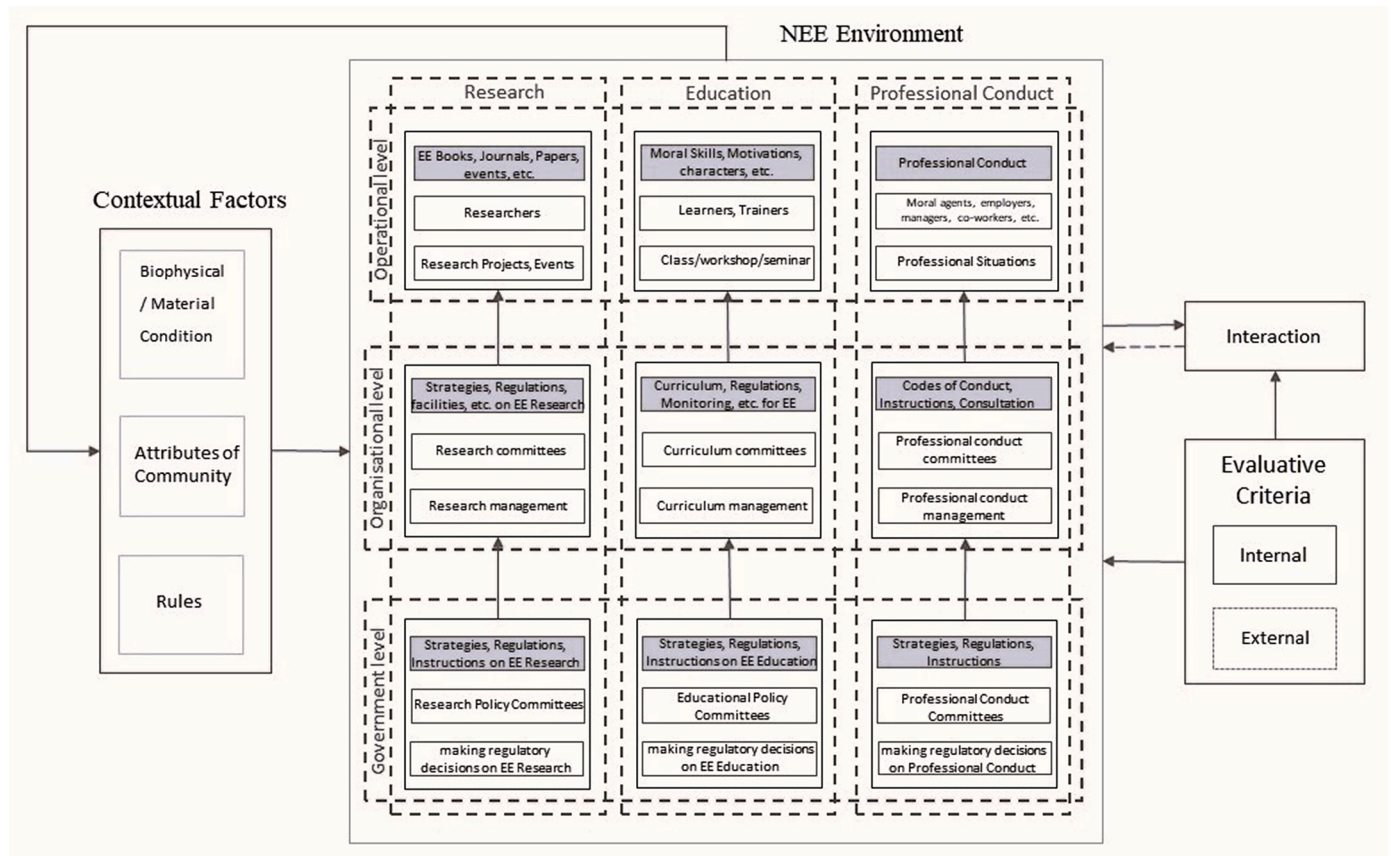 NEE Environment
Contextual Factors
Biophysical
/ Material
Condition
Attributes of
Community
Rules
Research
Education
Professional Conduct
Operational level
EE Books, Journals, Papers,
events, etc.
Researchers
Research Projects, Events
Moral Skills, Motivations,
characters, etc.
Learners, Trainers
Class/workshop/seminar
Professional Conduct
Moral agents, employers,
managers, co-workers, etc.
Professional Situations
Organisational level
Strategies, Regulations,
facilities, etc. on EE Research
Research committees
Research management
Curriculum, Regulations,
Monitoring, etc. for EE
Curriculum committees
Curriculum management
Codes of Conduct,
Instructions, Consultation
Professional conduct
committees
Professional conduct
management
Government level
Strategies, Regulations,
Instructions on EE Research
Research Policy Committees
making regulatory
decisions on EE Research
Strategies, Regulations,
Instructions on EE Education
Educational Policy
Committees
making regulatory decisions
on EE Education
Strategies, Regulations,
Instructions
Professional Conduct
Committees
making regulatory decisions
on Professional Conduct
Interaction
Evaluative
Criteria
Internal
External